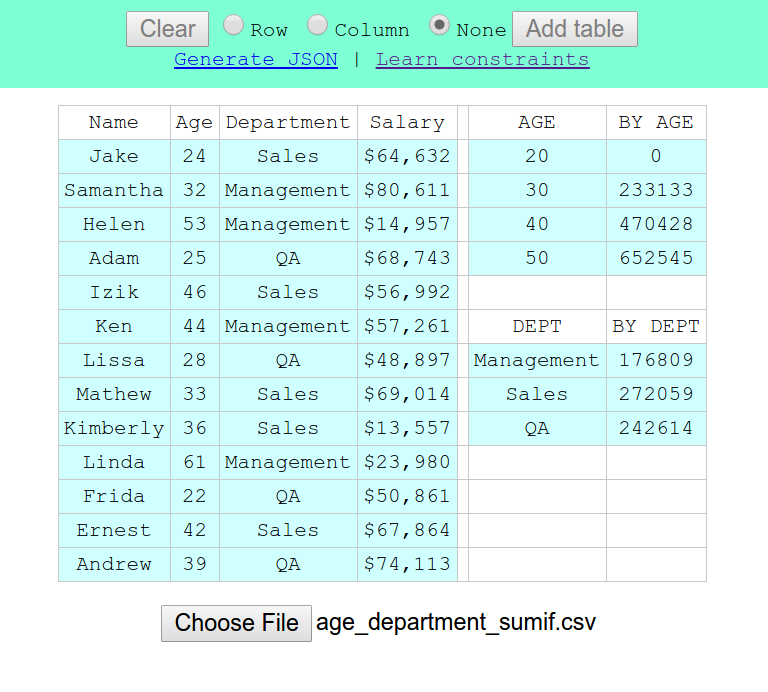 Clear Row Column None Add table
Generate JSON | Learn constraints
Name Age Department Salary AGE BY AGE
Jake 24 Sales $64,632 20 0
Samantha 32 Management $80,611 30 233133
Helen 53 Management $14,957 40 470428
Adam 25 QA $68,743 50 652545
Izik 46 Sales $56,992
Ken 44 Management $57,261 DEPT BY DEPT
Lissa 28 QA $48,897 Management 176809
Mathew 33 Sales $69,014 Sales 272059
Kimberly 36 Sales $13,557 QA 242614
Linda 61 Management $23,980
Frida 22 QA $50,861
Ernest 42 Sales $67,864
Andrew 39 QA $74,113
Choose File age_department_sumif.csv